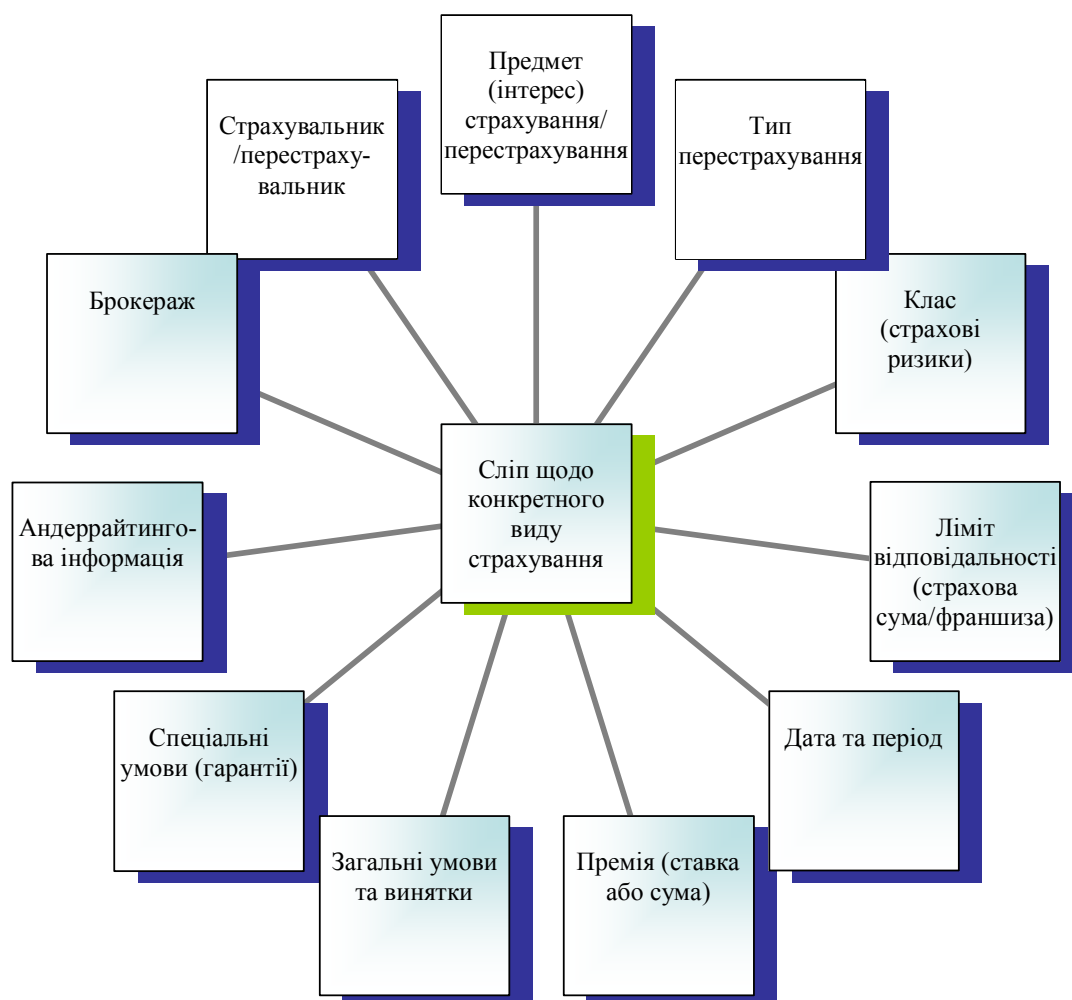 Предмет
(інтерес)
страхування/
перестрахування
Страхувальник
/перестраху-
вальник
Тип
перестрахування
Брокераж
Клас
(страхові
ризики)
Сліп щодо
конкретного
виду
страхування
Андеррайтинго-
ва інформація
Ліміт
відповідальності
(страхова
сума/франшиза)
Спеціальні
умови (гарантії)
Дата та період
Загальні умови
та винятки
Премія (ставка
або сума)